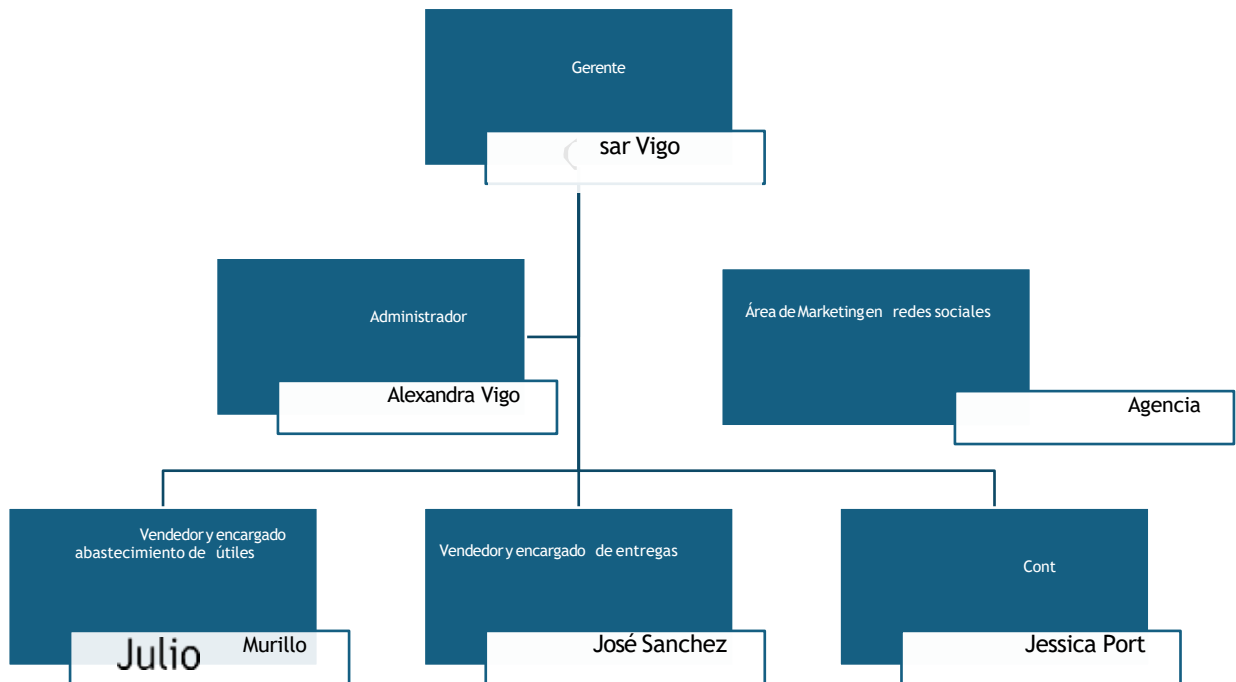 Gerente
sar Vigo
Administrador
Alexandra Vigo
Área de Marketing en redes sociales
Agencia
Vendedor y encargado
abastecimiento de útiles
Julio Murillo
Vendedor y encargado de entregas
José Sanchez
Cont
Jessica Port